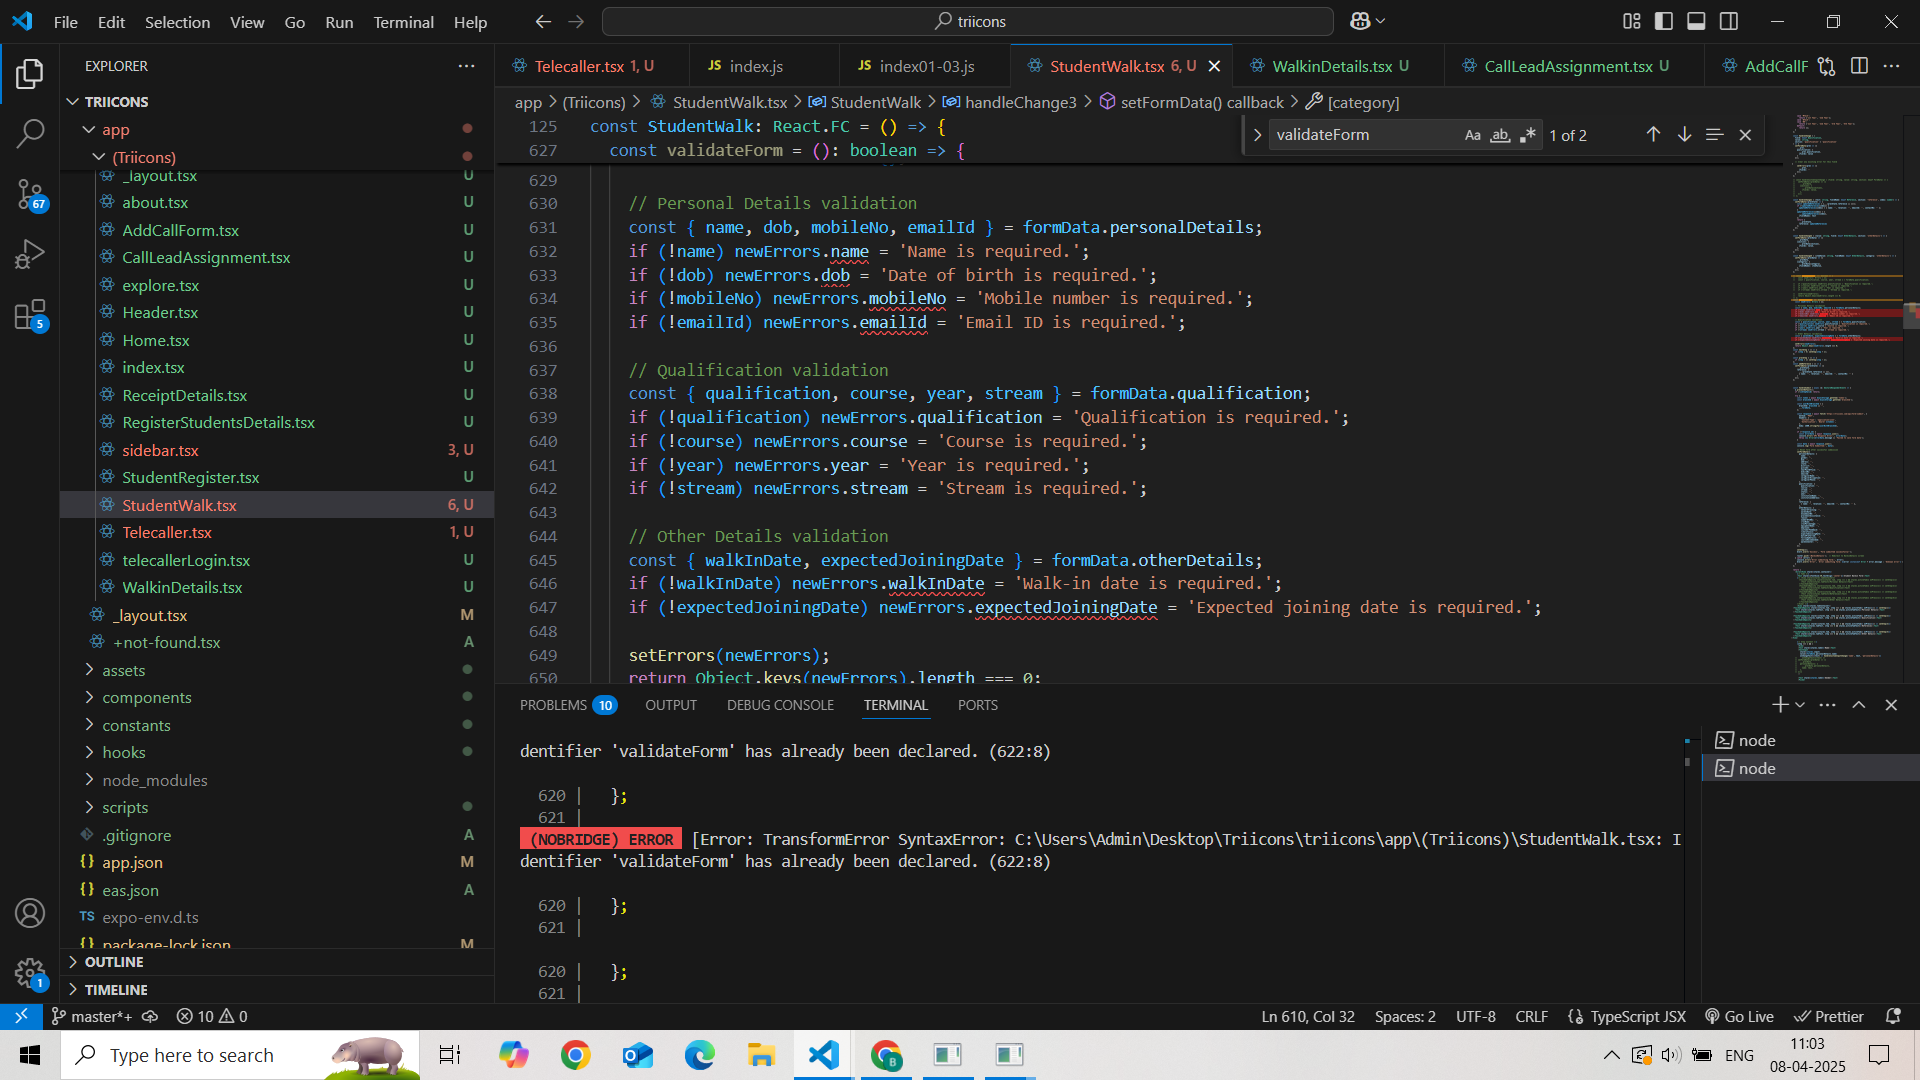 File Edit Selection View Go Run Terminal Help
triicons
EXPLORER
TRIICONS
app
(Triicons)
_layout.tsx U
about.tsx U
AddCallForm.tsx U
CallLeadAssignment.tsx U
explore.tsx U
Header.tsx U
Home.tsx U
index.tsx U
ReceiptDetails.tsx U
RegisterStudentsDetails.tsx U
sidebar.tsx 3, U
StudentRegister.tsx U
StudentWalk.tsx 6, U
Telecaller.tsx 1, U
telecallerLogin.tsx U
WalkinDetails.tsx U
_layout.tsx M
+not-found.tsx A
assets
components
constants
hooks
node_modules
scripts
.gitignore A
app.json M
eas.json A
expo-env.d.ts
package-lock.json M
OUTLINE
TIMELINE
67
5
1
Telecaller.tsx 1, U
JS index.js
JS index01-03.js
StudentWalk.tsx 6, U
WalkinDetails.tsx U
CallLeadAssignment.tsx U
AddCallF
app > (Triicons) > StudentWalk.tsx > StudentWalk > handleChange3 > setFormData() callback > [category]
validateForm Aa ab 1 of 2
125 const StudentWalk: React.FC = () => {
627 const validateForm = (): boolean => {
629
630 // Personal Details validation
631 const { name, dob, mobileNo, emailId } = formData.personalDetails;
632 if (!name) newErrors.name = 'Name is required.';
633 if (!dob) newErrors.dob = 'Date of birth is required.';
634 if (!mobileNo) newErrors.mobileNo = 'Mobile number is required.';
635 if (!emailId) newErrors.emailId = 'Email ID is required.';
636
637 // Qualification validation
638 const { qualification, course, year, stream } = formData.qualification;
639 if (!qualification) newErrors.qualification = 'Qualification is required.';
640 if (!course) newErrors.course = 'Course is required.';
641 if (!year) newErrors.year = 'Year is required.';
642 if (!stream) newErrors.stream = 'Stream is required.';
643
644 // Other Details validation
645 const { walkInDate, expectedJoiningDate } = formData.otherDetails;
646 if (!walkInDate) newErrors.walkInDate = 'Walk-in date is required.';
647 if (!expectedJoiningDate) newErrors.expectedJoiningDate = 'Expected joining date is required.';
648
649 setErrors(newErrors);
650 return Object.keys(newErrors).length === 0;
PROBLEMS 10 OUTPUT DEBUG CONSOLE TERMINAL PORTS
dentifier 'validateForm' has already been declared. (622:8)
620 | };
621 |
(NOBRIDGE) ERROR [Error: TransformError SyntaxError: C:\Users\Admin\Desktop\Triicons\triicons\app\(Triicons)\StudentWalk.tsx: I
dentifier 'validateForm' has already been declared. (622:8)
620 | };
621 |
620 | };
621 |
node
node
master*+ 10 0
Ln 610, Col 32 Spaces: 2 UTF-8 CRLF {} TypeScript JSX Go Live Prettier
Type here to search
B
ENG
11:03
08-04-2025